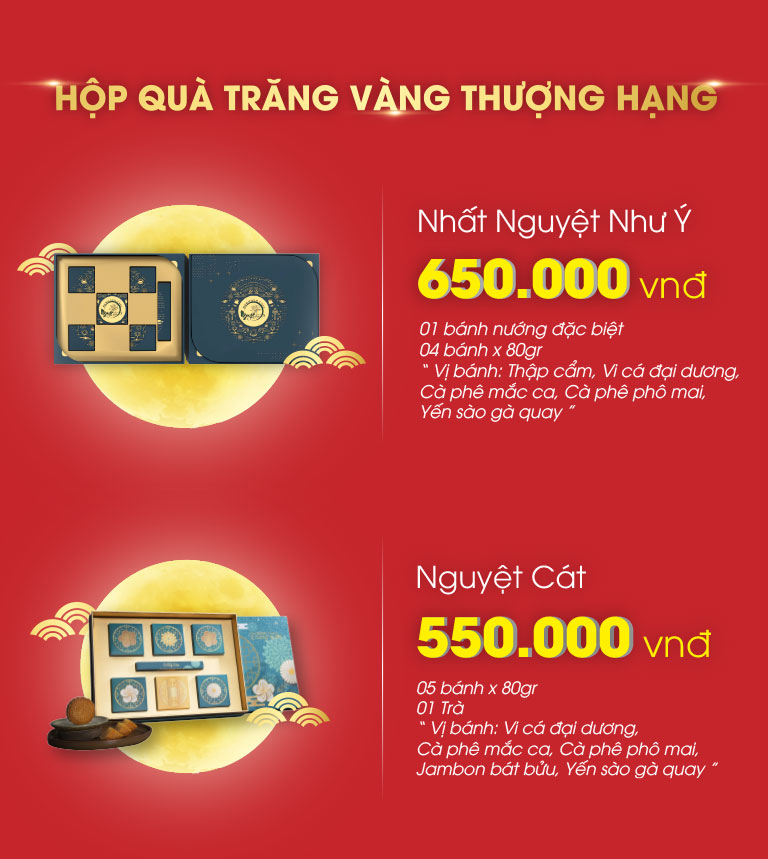 HỘP QUÀ TRĂNG VÀNG THƯỢNG HẠNG
Nhất Nguyệt Như Ý
650.000 vnđ
01 bánh nướng đặc biệt
04 bánh x 80gr
“ Vị bánh: Thập cẩm, Vi cá đại dương,
Cà phê mắc ca, Cà phê phô mai,
Yến sào gà quay ”
Nguyệt Cát
550.000 vnđ
05 bánh x 80gr
01 Trà
“ Vị bánh: Vi cá đại dương,
Cà phê mắc ca, Cà phê phô mai,
Jambon bát bửu, Yến sào gà quay ”